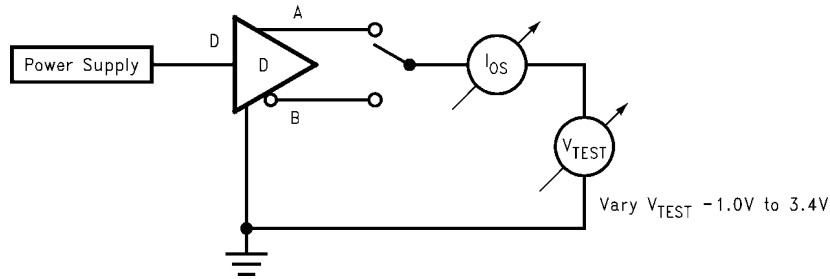 A
D
Power Supply
D
I_OS
B
V_TEST
Vary V_TEST -1.0V to 3.4V